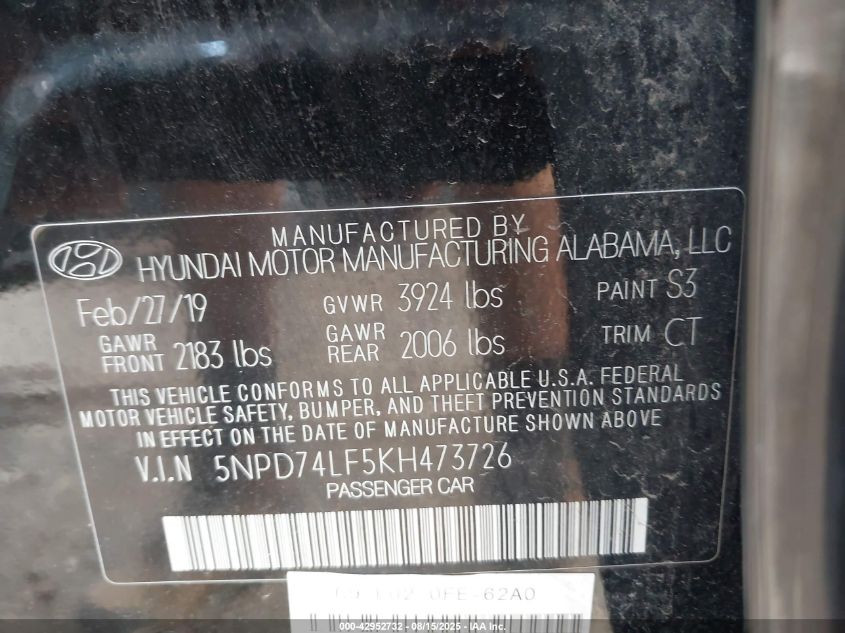 MANUFACTURED BY
HYUNDAI MOTOR MANUFACTURING ALABAMA, LLC
Feb/27/19 GVWR 3924 lbs PAINT S3
GAWR FRONT 2183 lbs GAWR REAR 2006 lbs TRIM CT
THIS VEHICLE CONFORMS TO ALL APPLICABLE U.S.A. FEDERAL
MOTOR VEHICLE SAFETY, BUMPER, AND THEFT PREVENTION STANDARDS
IN EFFECT ON THE DATE OF MANUFACTURE SHOWN ABOVE
V.I.N 5NPD74LF5KH473726
PASSENGER CAR
000-42952732 - 08/15/2025 - IAA Inc.